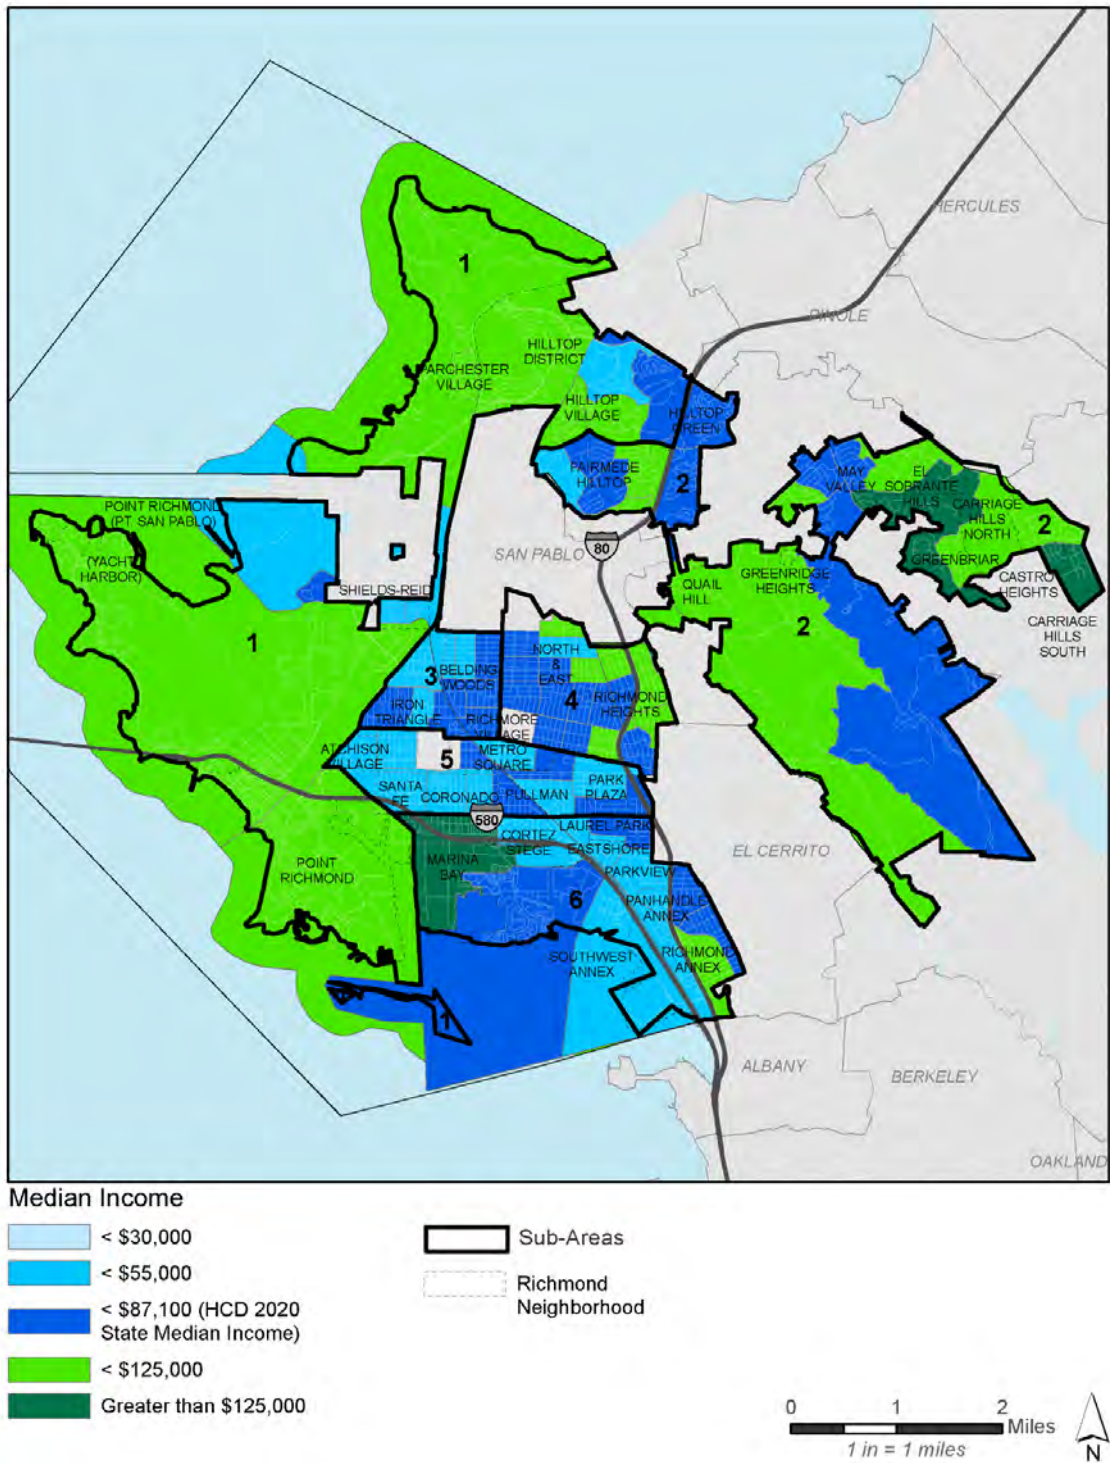 HERCULES
1
PINOLE
HILLTOP
DISTRICT
PARCHESTER
VILLAGE
HILLTOP
VILLAGE
HILLTOP
GREEN
FAIRMEDE
HILLTOP
2
MAY
VALLEY
EL
SOBRANTE
HILLS
CARRIAGE
HILLS
NORTH
2
POINT RICHMOND
(PT. SAN PABLO)
SAN PABLO
80
(YACHT
HARBOR)
SHIELDS-REID
QUAIL
HILL
GREENRIDGE
HEIGHTS
GREENBRIAR
CASTRO
HEIGHTS
CARRIAGE
HILLS
SOUTH
1
2
3
BELDING
WOODS
NORTH
&
EAST
4
IRON
TRIANGLE
RICHMORE
VILLAGE
RICHMOND
HEIGHTS
ATCHISON
VILLAGE
5
METRO
SQUARE
SANTA
FE
CORONADO
PULLMAN
PARK
PLAZA
580
CORTEZ
STEGE
LAUREL PARK
EASTSHORE
EL CERRITO
POINT
RICHMOND
MARINA
BAY
PARKVIEW
6
PANHANDLE
ANNEX
SOUTHWEST
ANNEX
RICHMOND
ANNEX
1
ALBANY
BERKELEY
OAKLAND
Median Income
< $30,000
< $55,000
< $87,100 (HCD 2020
State Median Income)
< $125,000
Greater than $125,000
Sub-Areas
Richmond
Neighborhood
0 1 2
Miles
1 in = 1 miles
N